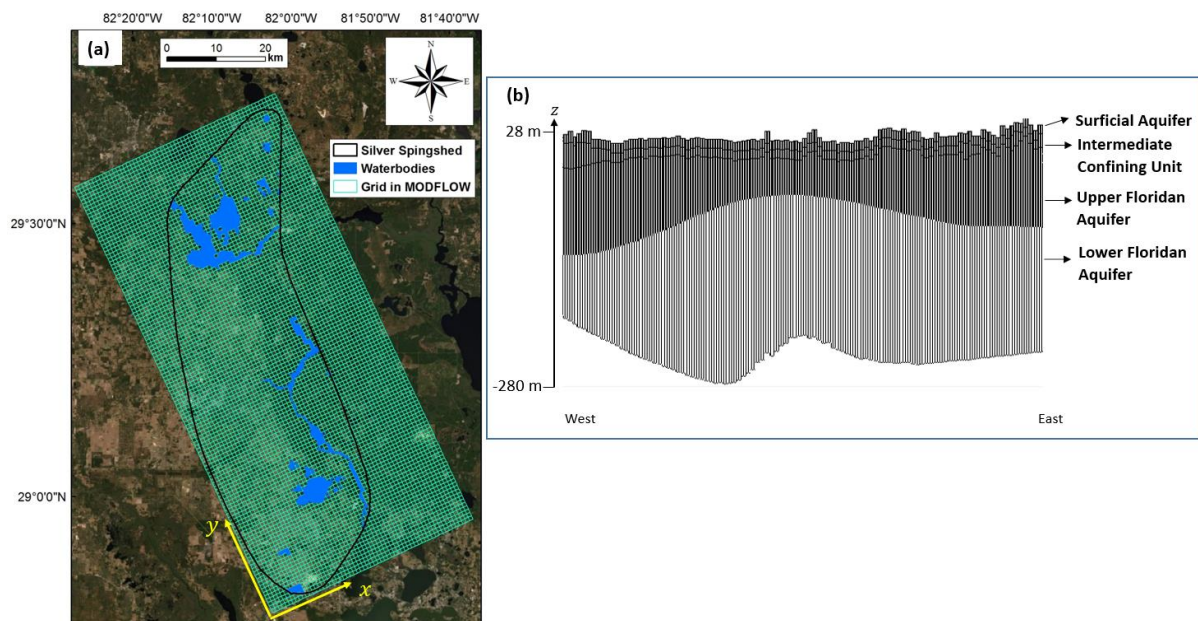 82°20'0"W 82°10'0"W 82°00'0"W 81°50'0"W 81°40'0"W
(a)
0 10 20
km
N
W E
S
Silver Spingshed
Waterbodies
Grid in MODFLOW
29°30'0"N
29°0'0"N
y
x
(b)
z
28 m
-280 m
West
East
Surficial Aquifer
Intermediate
Confining Unit
Upper Floridan
Aquifer
Lower Floridan
Aquifer